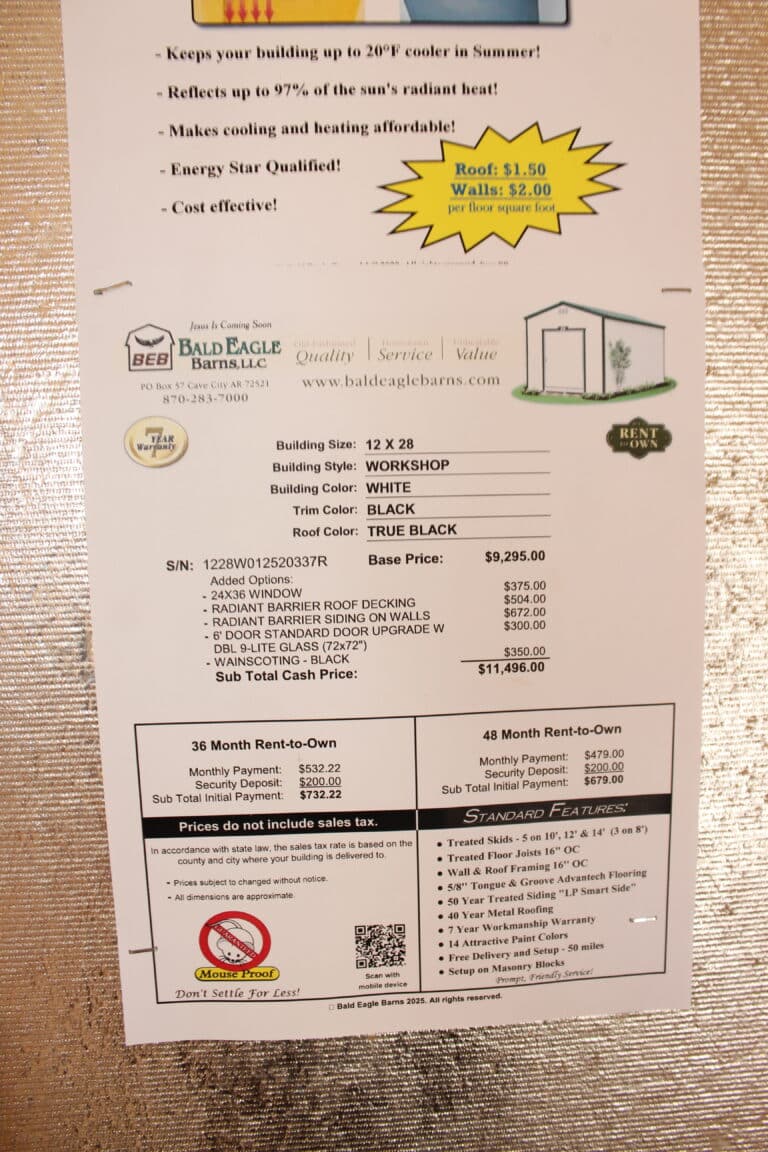 - Keeps your building up to 20°F cooler in Summer!
- Reflects up to 97% of the sun's radiant heat!
- Makes cooling and heating affordable!
- Energy Star Qualified!
- Cost effective!
Roof: $1.50
Walls: $2.00
per floor square foot
Jesus Is Coming Soon
BEB
BALD EAGLE
BARNS, LLC
Quality | Service | Value
PO Box 57 Cave City AR 72521
870-283-7000
www.baldeaglebarns.com
7 YEAR
Warranty
RENT
TO
OWN
Building Size: 12 X 28
Building Style: WORKSHOP
Building Color: WHITE
Trim Color: BLACK
Roof Color: TRUE BLACK
S/N: 1228W012520337R Base Price: $9,295.00
Added Options:
- 24X36 WINDOW $375.00
- RADIANT BARRIER ROOF DECKING $504.00
- RADIANT BARRIER SIDING ON WALLS $672.00
- 6' DOOR STANDARD DOOR UPGRADE W $300.00
DBL 9-LITE GLASS (72x72")
- WAINSCOTING - BLACK $350.00
Sub Total Cash Price: $11,496.00
36 Month Rent-to-Own
Monthly Payment: $532.22
Security Deposit: $200.00
Sub Total Initial Payment: $732.22
48 Month Rent-to-Own
Monthly Payment: $479.00
Security Deposit: $200.00
Sub Total Initial Payment: $679.00
Prices do not include sales tax.
In accordance with state law, the sales tax rate is based on the
county and city where your building is delivered to.
- Prices subject to changed without notice.
- All dimensions are approximate.
GUARANTEED
Mouse Proof
Don't Settle For Less!
Scan with
mobile device
STANDARD FEATURES:
• Treated Skids - 5 on 10', 12' & 14' (3 on 8')
• Treated Floor Joists 16" OC
• Wall & Roof Framing 16" OC
• 5/8" Tongue & Groove Advantech Flooring
• 50 Year Treated Siding "LP Smart Side"
• 40 Year Metal Roofing
• 7 Year Workmanship Warranty
• 14 Attractive Paint Colors
• Free Delivery and Setup - 50 miles
• Setup on Masonry Blocks
Prompt, Friendly Service!
Bald Eagle Barns 2025. All rights reserved.